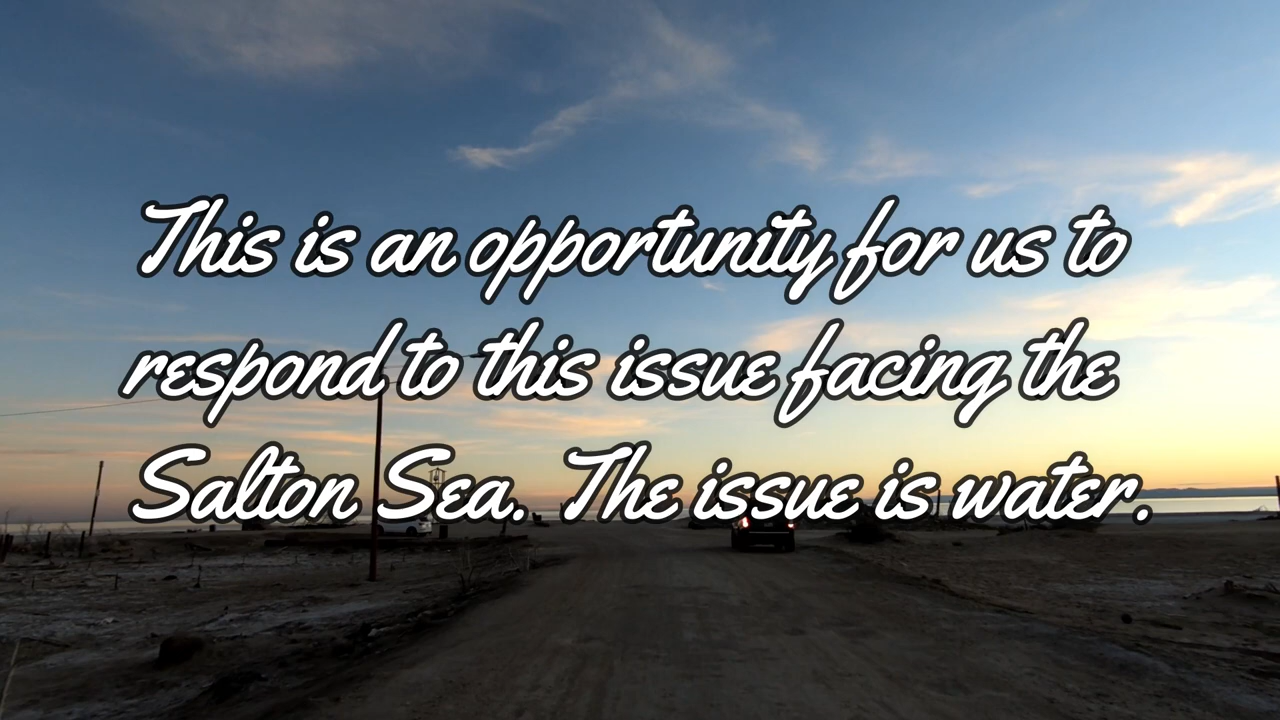 This is an opportunity for us to
respond to this issue facing the
Salton Sea. The issue is water.